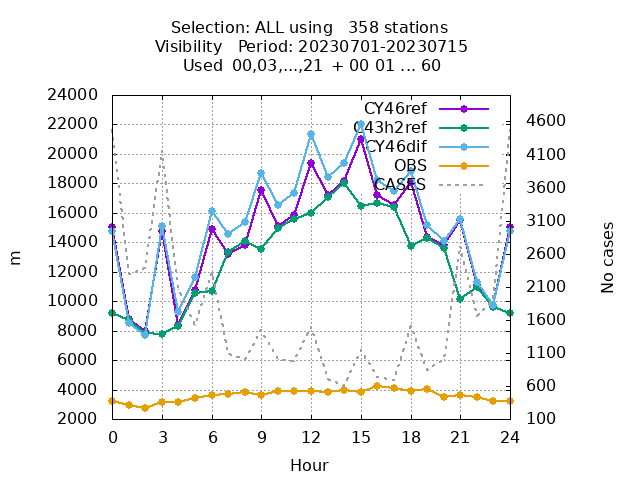 Selection: ALL using   358 stations
Visibility   Period: 20230701-20230715
Used  00,03,...,21  + 00 01 ... 60
24000
22000
20000
18000
16000
14000
12000
10000
8000
6000
4000
2000
4600
4100
3600
3100
2600
2100
1600
1100
600
100
CY46ref
C43h2ref
CY46dif
OBS
CASES
m
No cases
0 3 6 9 12 15 18 21 24
Hour